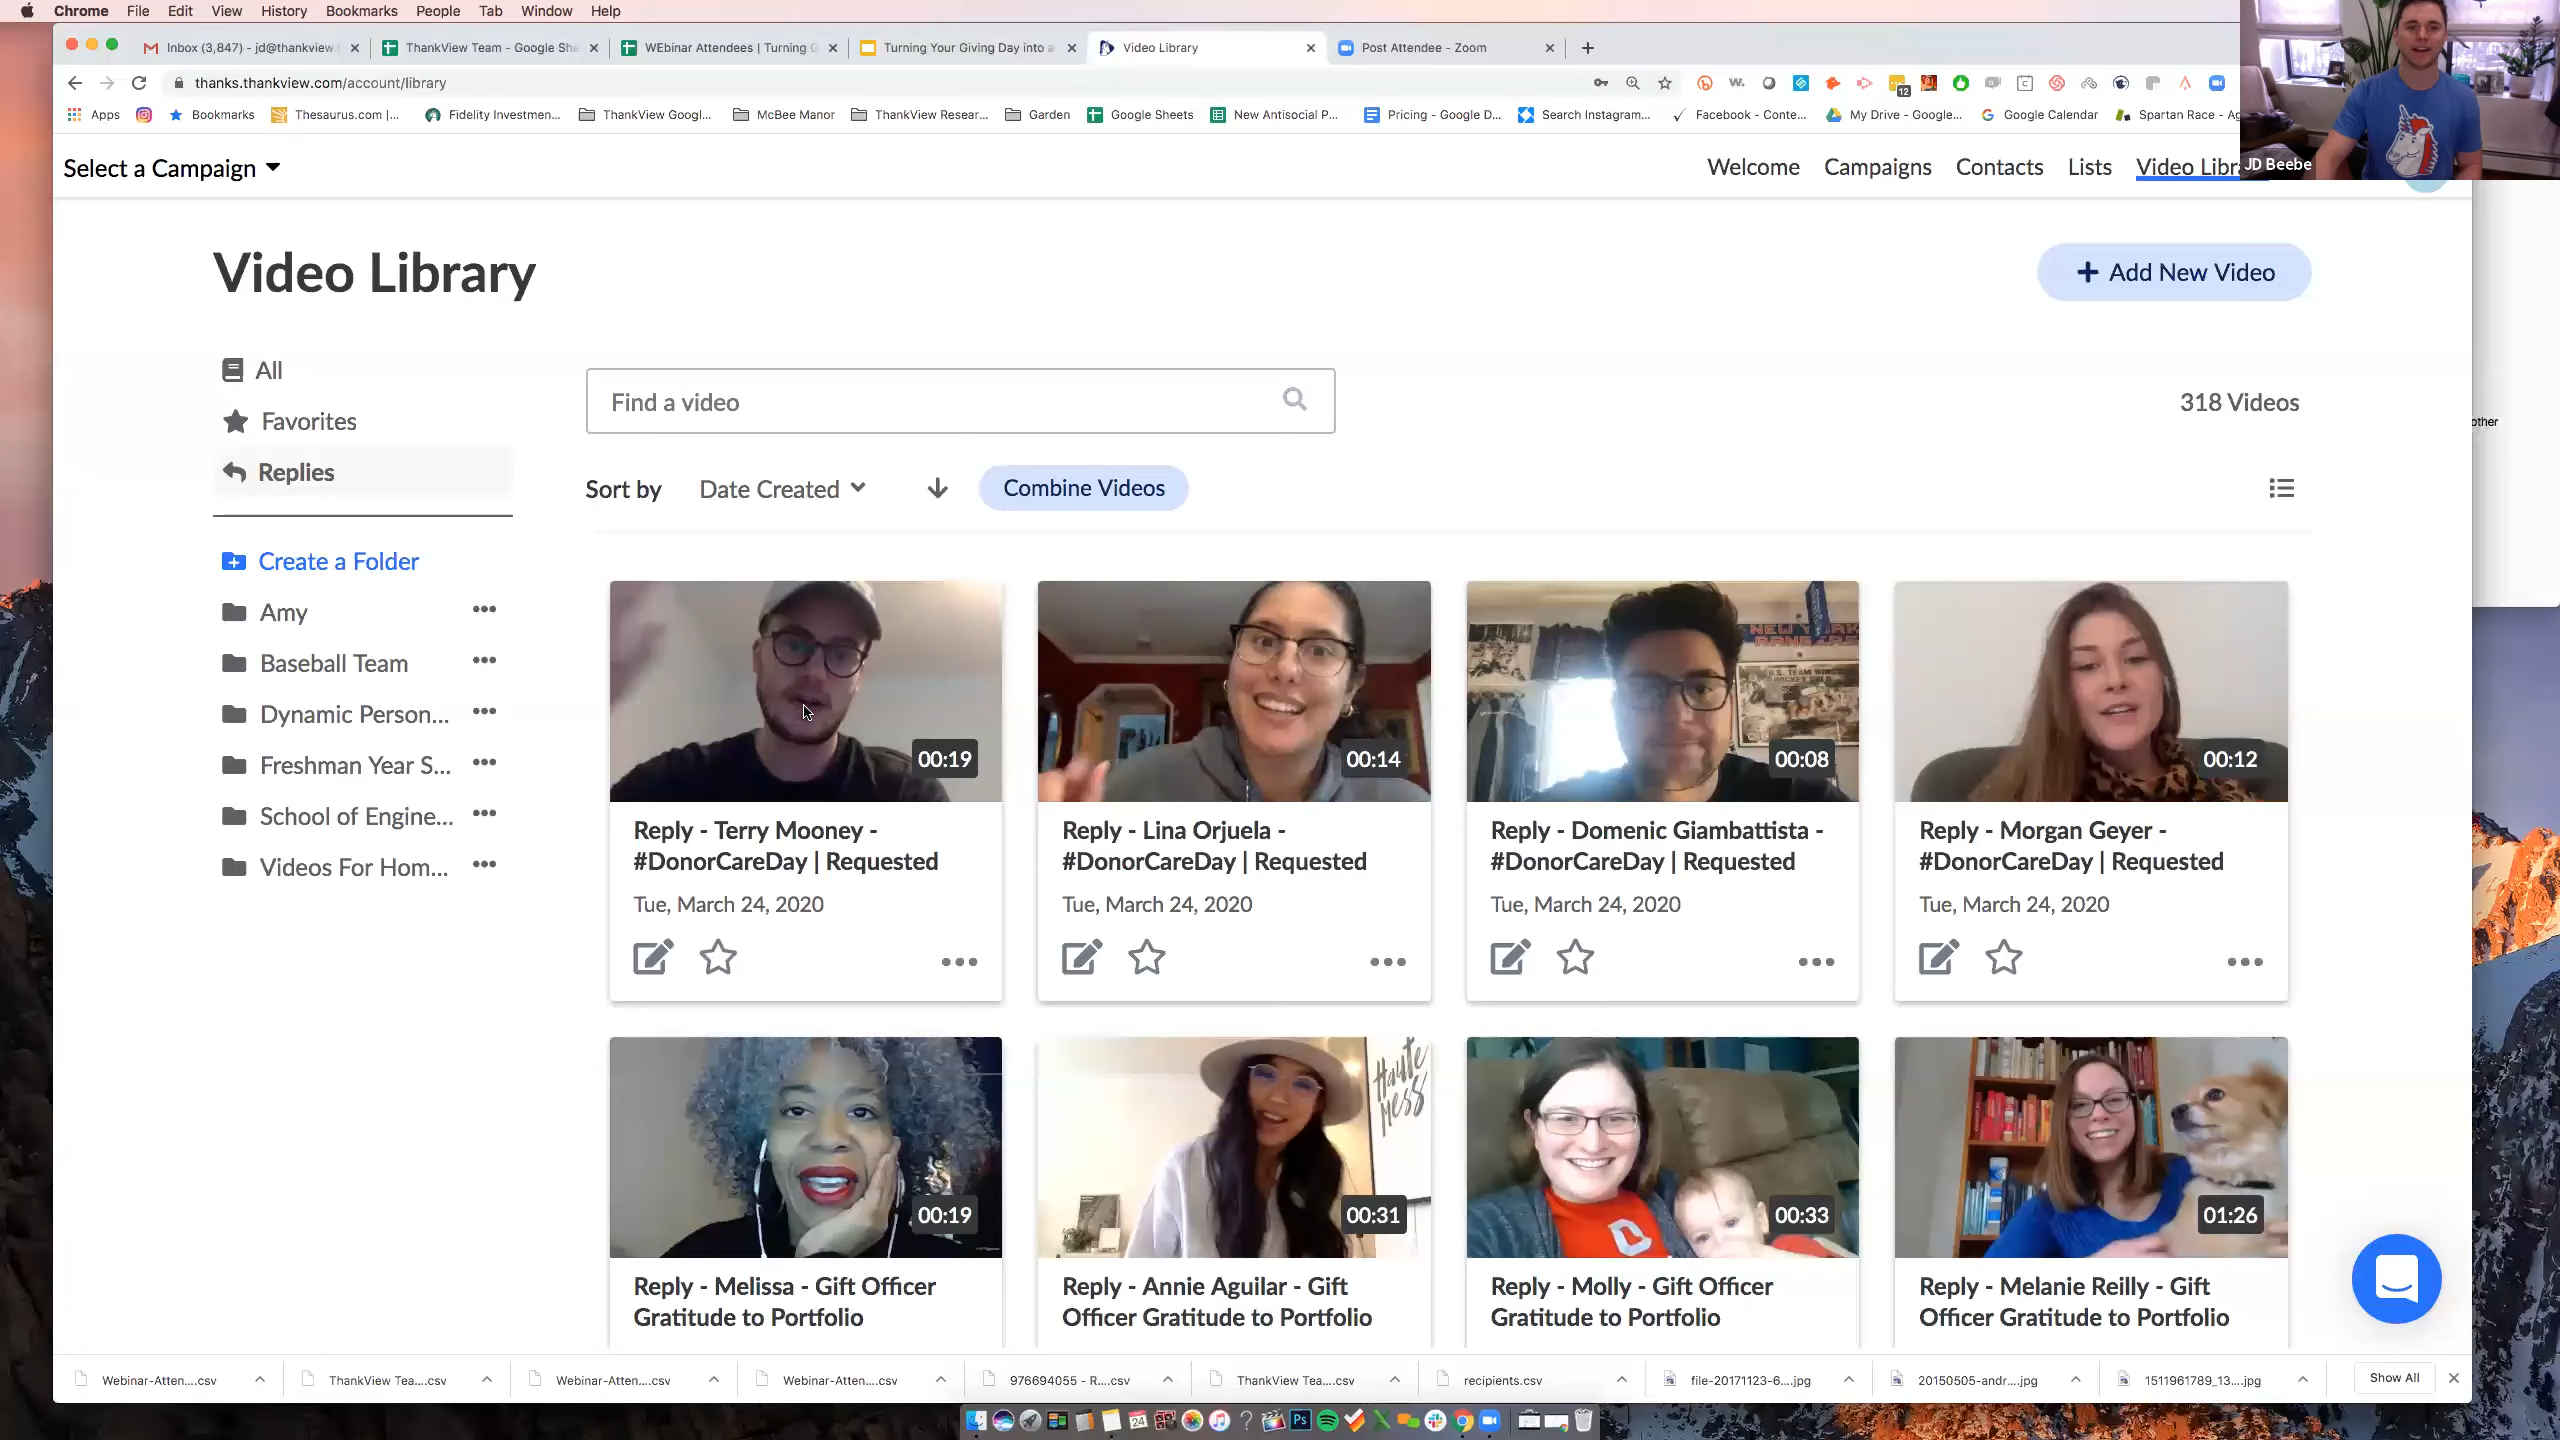 Chrome File Edit View History Bookmarks People Tab Window Help
Inbox (3,847) - jd@thankview. ThankView Team - Google She WEbinar Attendees | Turning G Turning Your Giving Day into a Video Library Post Attendee - Zoom
thanks.thankview.com/account/library
12
Apps Bookmarks Thesaurus.com |... Fidelity Investmen... ThankView Googl... McBee Manor ThankView Resear... Garden Google Sheets New Antisocial P... Pricing - Google D... Search Instagram... Facebook - Conte... My Drive - Google... Google Calendar Spartan Race - Ag
JD Beebe
Select a Campaign Welcome Campaigns Contacts Lists Video Libr
Video Library
+ Add New Video
All
Favorites
Replies
Find a video
318 Videos
other
Sort by Date Created Combine Videos
Create a Folder
Amy
Baseball Team
Dynamic Person...
Freshman Year S...
School of Engine...
Videos For Hom...
00:19 00:14 00:08 00:12
Reply - Terry Mooney -
#DonorCareDay | Requested
Tue, March 24, 2020
Reply - Lina Orjuela -
#DonorCareDay | Requested
Tue, March 24, 2020
Reply - Domenic Giambattista -
#DonorCareDay | Requested
Tue, March 24, 2020
Reply - Morgan Geyer -
#DonorCareDay | Requested
Tue, March 24, 2020
Haute
Mess
00:19 00:31 00:33 01:26
Reply - Melissa - Gift Officer
Gratitude to Portfolio
Reply - Annie Aguilar - Gift
Officer Gratitude to Portfolio
Reply - Molly - Gift Officer
Gratitude to Portfolio
Reply - Melanie Reilly - Gift
Officer Gratitude to Portfolio
Webinar-Atten....csv ThankView Tea....csv Webinar-Atten....csv Webinar-Atten....csv 976694055 - R....csv ThankView Tea....csv recipients.csv file-20171123-6....jpg 20150505-andr....jpg 1511961789_13....jpg Show All
24 Ps